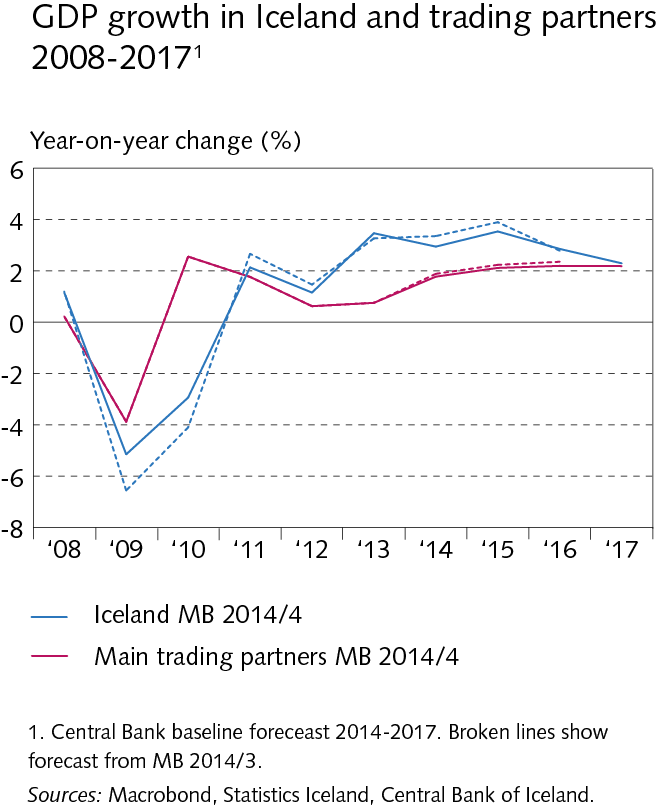 GDP growth in Iceland and trading partners
2008-2017¹
Year-on-year change (%)
6
4
2
0
-2
-4
-6
-8
‘08 ‘09 ‘10 ‘11 ‘12 ‘13 ‘14 ‘15 ‘16 ‘17
Iceland MB 2014/4
Main trading partners MB 2014/4
1. Central Bank baseline foreceast 2014-2017. Broken lines show
forecast from MB 2014/3.
Sources: Macrobond, Statistics Iceland, Central Bank of Iceland.